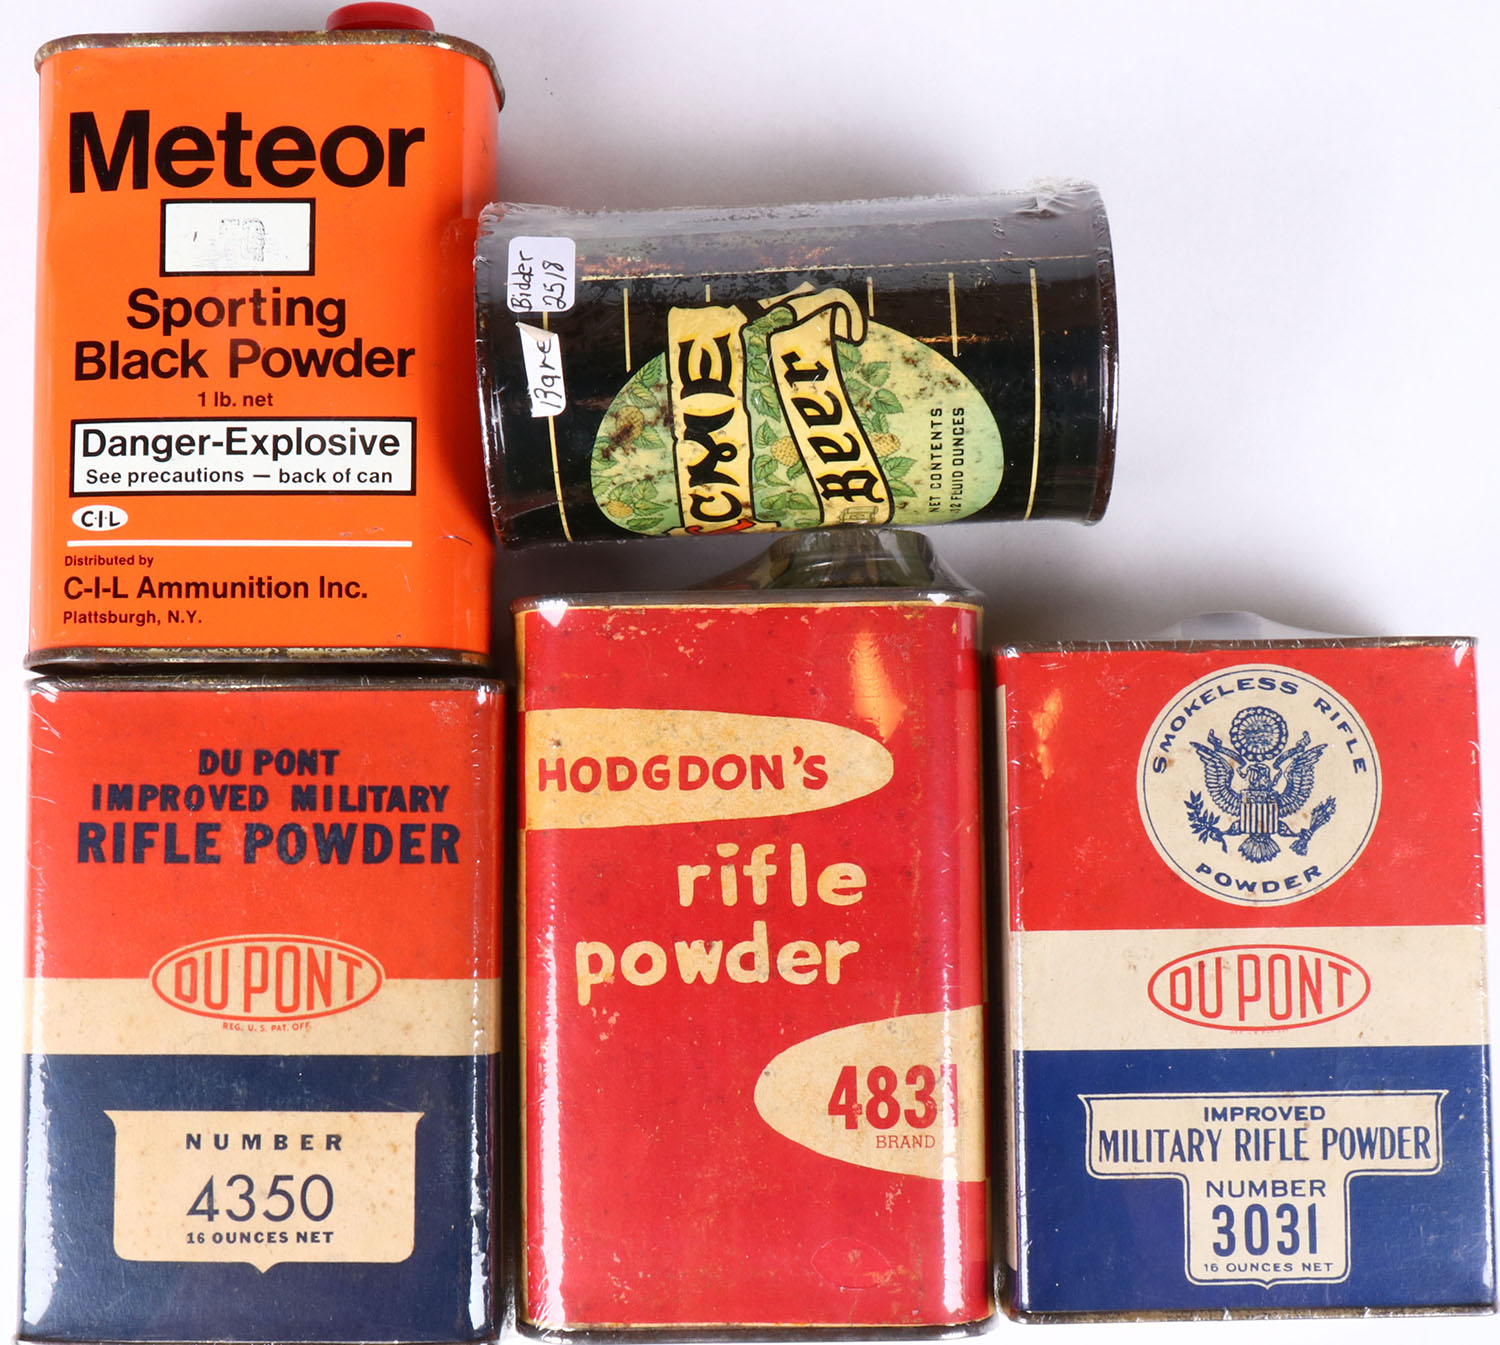 Meteor
Sporting
Black Powder
1 lb. net
Danger-Explosive
See precautions — back of can
C·I·L
Distributed by
C-I-L Ammunition Inc.
Plattsburgh, N.Y.
Bidder
2518
Rare
ACME
Beer
NET CONTENTS
12 FLUID OUNCES
DU PONT
IMPROVED MILITARY
RIFLE POWDER
DU PONT
REG. U. S. PAT. OFF.
NUMBER
4350
16 OUNCES NET
HODGDON'S
rifle
powder
4831
BRAND
SMOKELESS RIFLE
POWDER
DU PONT
IMPROVED
MILITARY RIFLE POWDER
NUMBER
3031
16 OUNCES NET